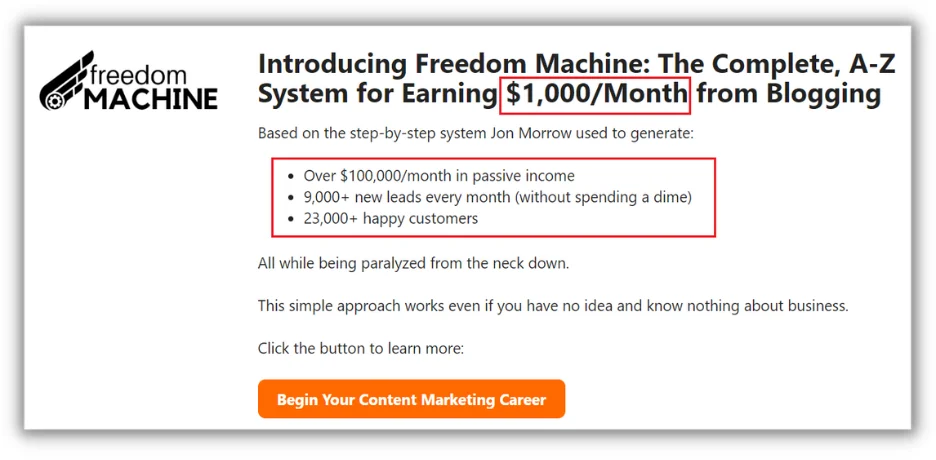 freedom
MACHINE
Introducing Freedom Machine: The Complete, A-Z
System for Earning $1,000/Month from Blogging
Based on the step-by-step system Jon Morrow used to generate:
• Over $100,000/month in passive income
• 9,000+ new leads every month (without spending a dime)
• 23,000+ happy customers
All while being paralyzed from the neck down.
This simple approach works even if you have no idea and know nothing about business.
Click the button to learn more:
Begin Your Content Marketing Career